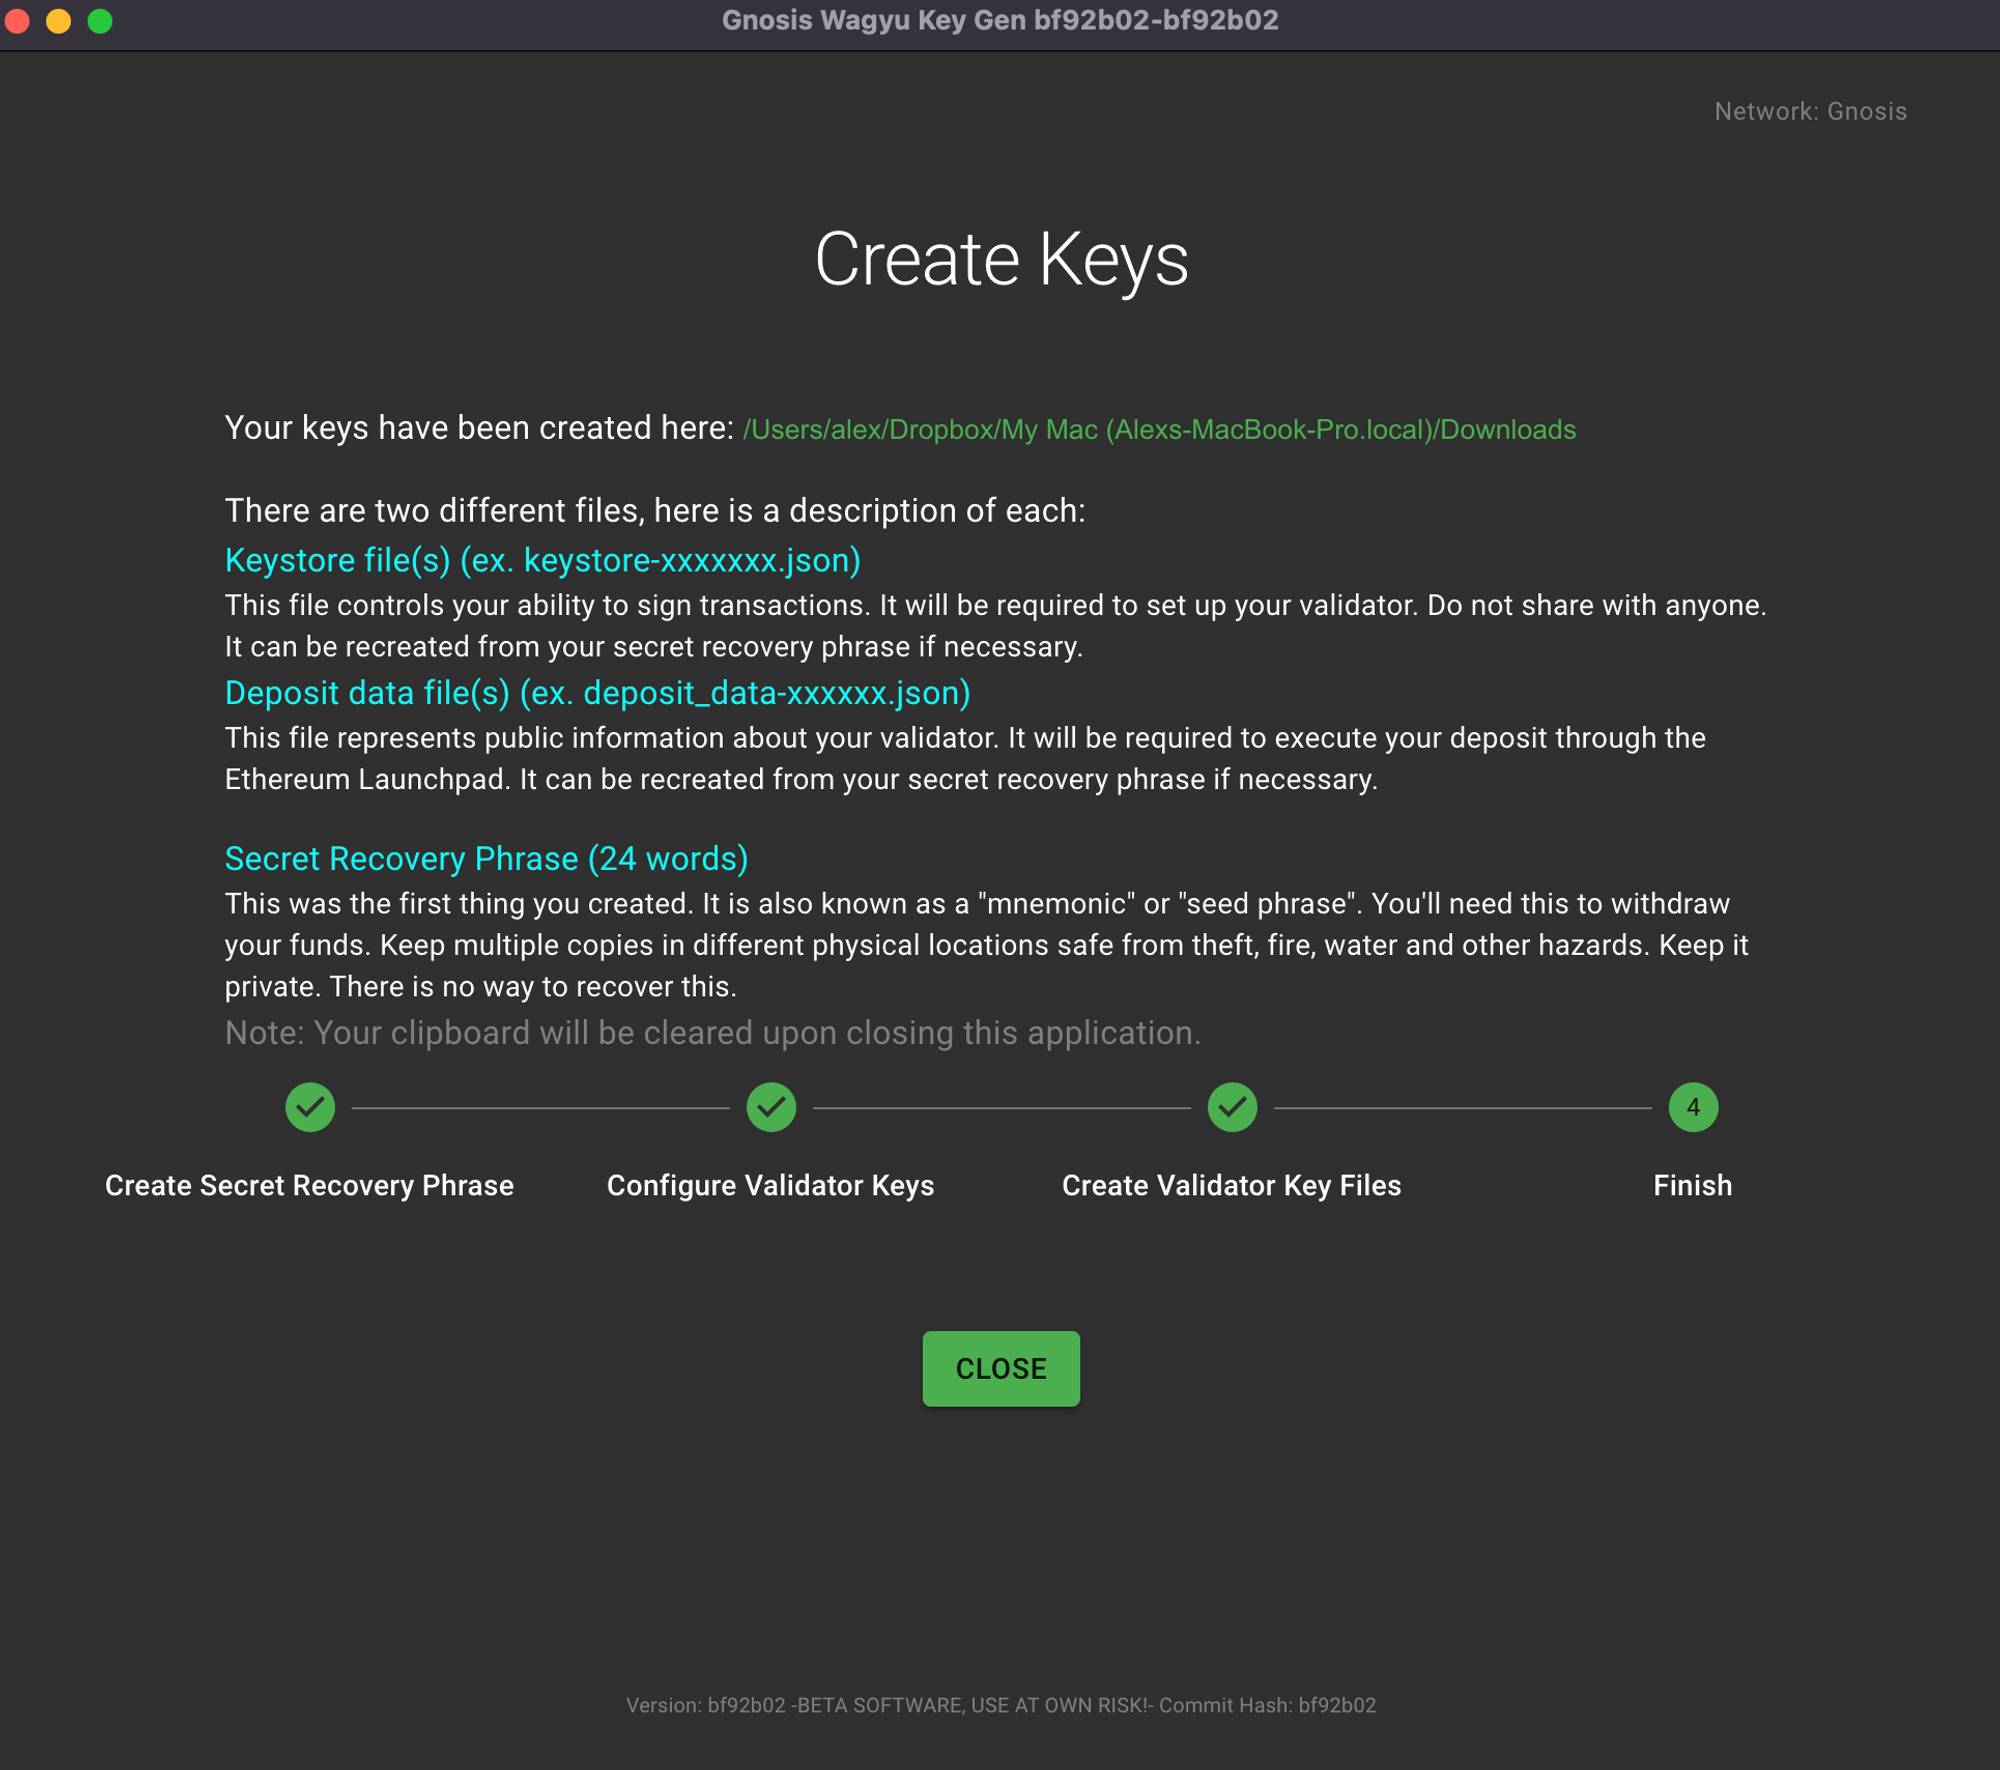 Gnosis Wagyu Key Gen bf92b02-bf92b02
Network: Gnosis
Create Keys
Your keys have been created here: /Users/alex/Dropbox/My Mac (Alexs-MacBook-Pro.local)/Downloads
There are two different files, here is a description of each:
Keystore file(s) (ex. keystore-xxxxxxx.json)
This file controls your ability to sign transactions. It will be required to set up your validator. Do not share with anyone.
It can be recreated from your secret recovery phrase if necessary.
Deposit data file(s) (ex. deposit_data-xxxxxx.json)
This file represents public information about your validator. It will be required to execute your deposit through the
Ethereum Launchpad. It can be recreated from your secret recovery phrase if necessary.
Secret Recovery Phrase (24 words)
This was the first thing you created. It is also known as a "mnemonic" or "seed phrase". You'll need this to withdraw
your funds. Keep multiple copies in different physical locations safe from theft, fire, water and other hazards. Keep it
private. There is no way to recover this.
Note: Your clipboard will be cleared upon closing this application.
4
Create Secret Recovery Phrase
Configure Validator Keys
Create Validator Key Files
Finish
CLOSE
Version: bf92b02 -BETA SOFTWARE, USE AT OWN RISK!- Commit Hash: bf92b02